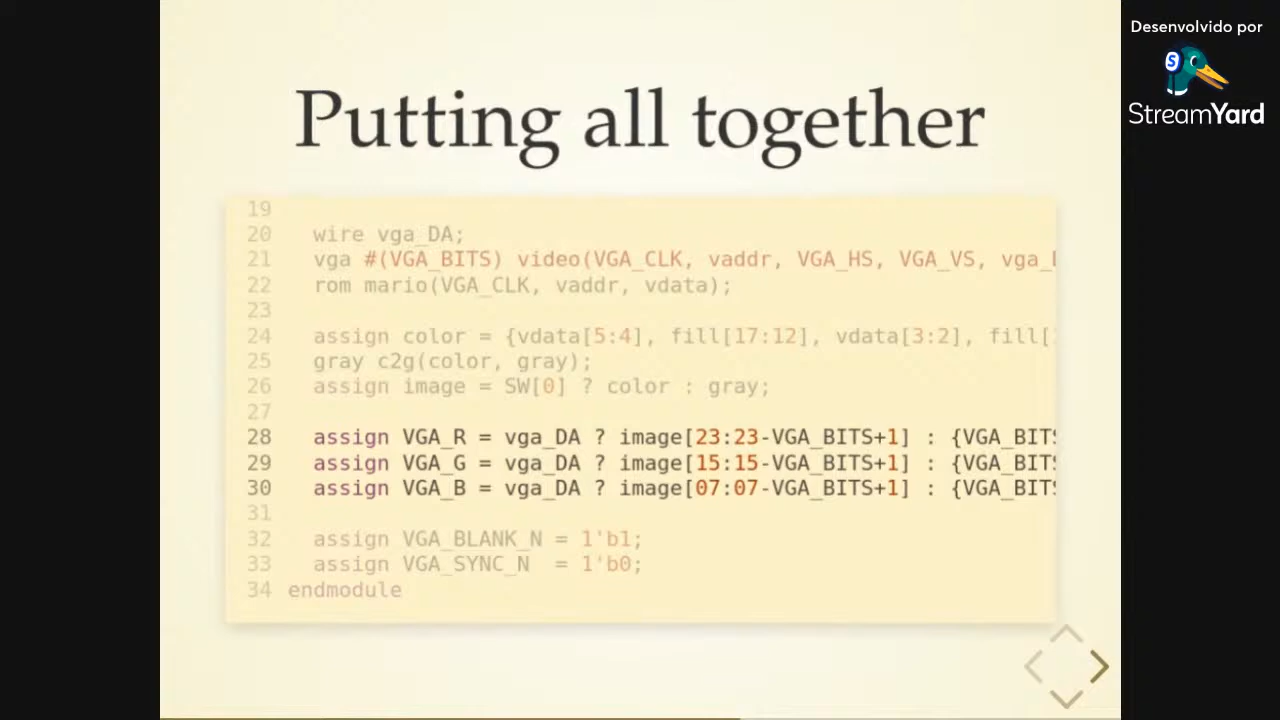 Desenvolvido por
StreamYard
Putting all together
19
20 wire vga_DA;
21 vga #(VGA_BITS) video(VGA_CLK, vaddr, VGA_HS, VGA_VS,
22 rom mario(VGA_CLK, vaddr, vdata);
23
24 assign color = {vdata[5:4], fill[17:12], vdata[3:2], fill[
25 gray c2g(color, gray);
26 assign image = SW[0] ? color : gray;
27
28 assign VGA_R = vga_DA ? image[23:23-VGA_BITS+1] : {VGA_BITS
29 assign VGA_G = vga_DA ? image[15:15-VGA_BITS+1] : {VGA_BITS
30 assign VGA_B = vga_DA ? image[07:07-VGA_BITS+1] : {VGA_BITS
31
32 assign VGA_BLANK_N = 1'b1;
33 assign VGA_SYNC_N = 1'b0;
34 endmodule